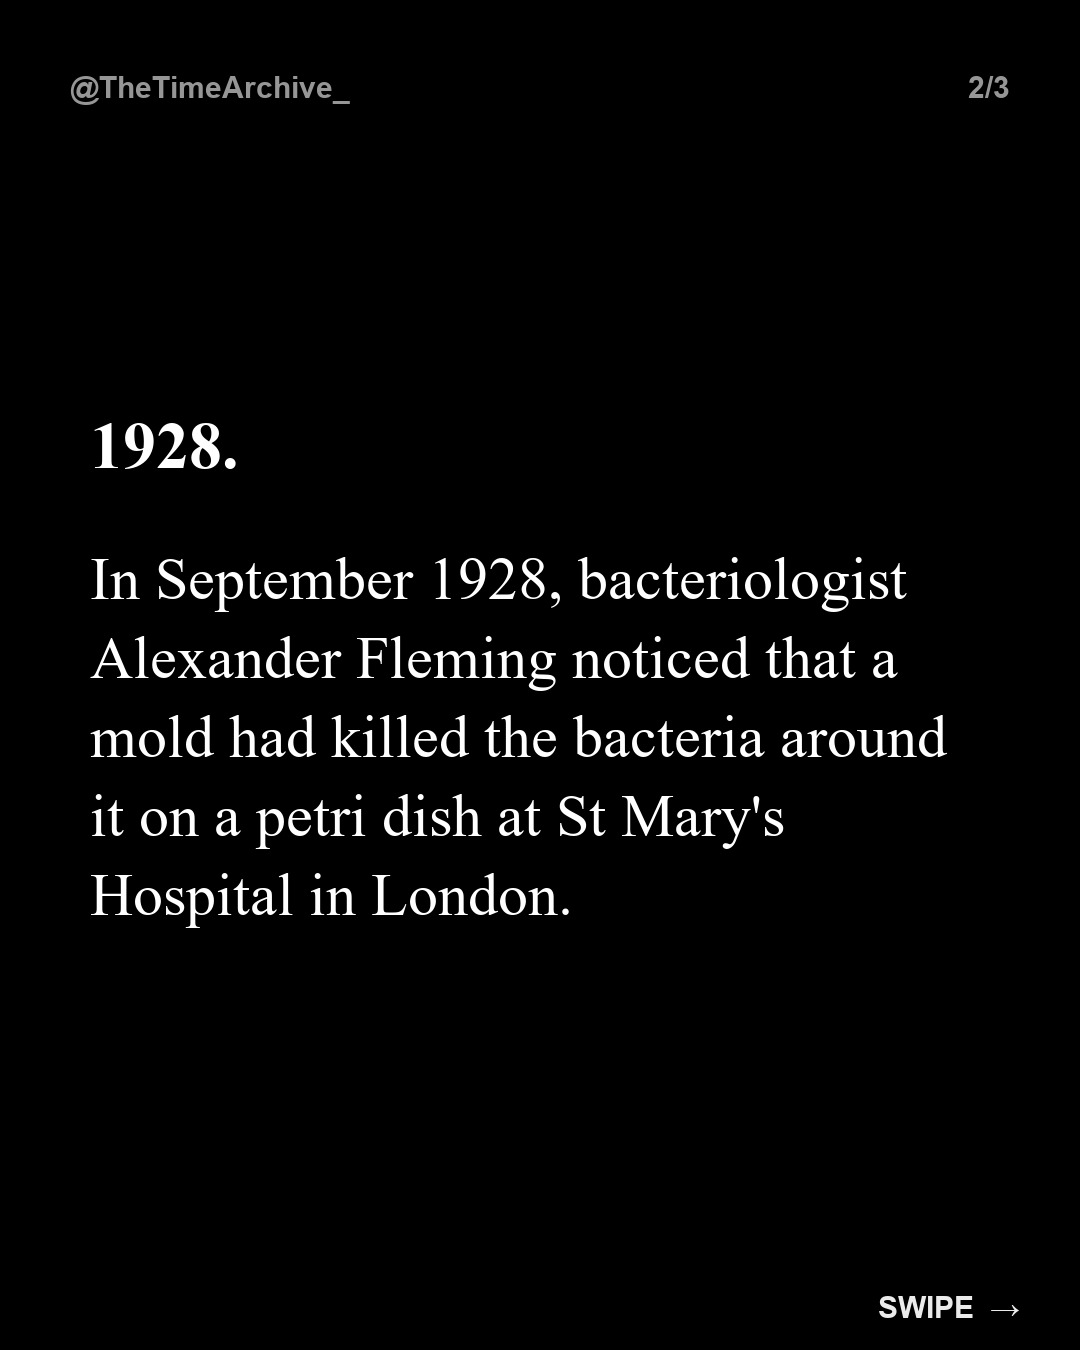 @TheTimeArchive_
2/3
1928.
In September 1928, bacteriologist
Alexander Fleming noticed that a
mold had killed the bacteria around
it on a petri dish at St Mary's
Hospital in London.
SWIPE →